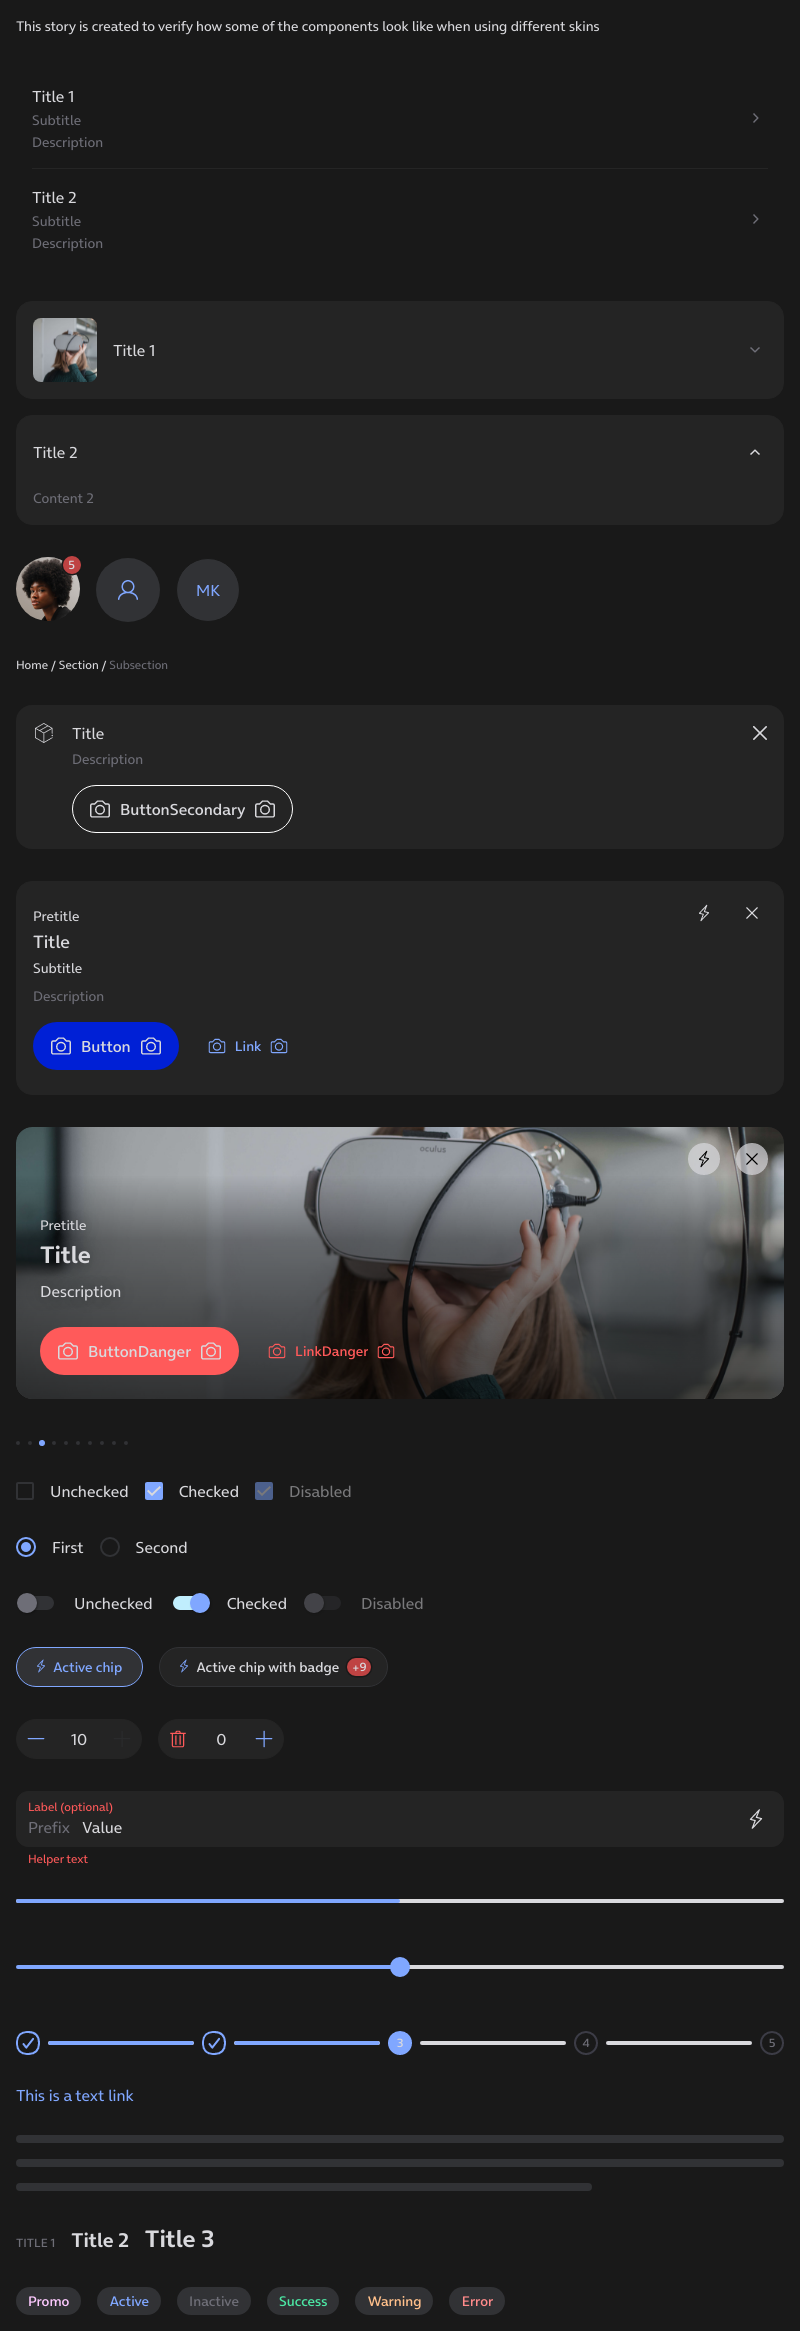 This story is created to verify how some of the components look like when using different skins
Title 1
Subtitle
Description
Title 2
Subtitle
Description
Title 1
Title 2
Content 2
5
MK
Home / Section / Subsection
Title
Description
ButtonSecondary
Pretitle
Title
Subtitle
Description
Button Link
oculus
Pretitle
Title
Description
ButtonDanger LinkDanger
Unchecked Checked Disabled
First Second
Unchecked Checked Disabled
Active chip Active chip with badge +9
10 0
Label (optional)
Prefix Value
Helper text
3 4 5
This is a text link
TITLE 1 Title 2 Title 3
Promo Active Inactive Success Warning Error